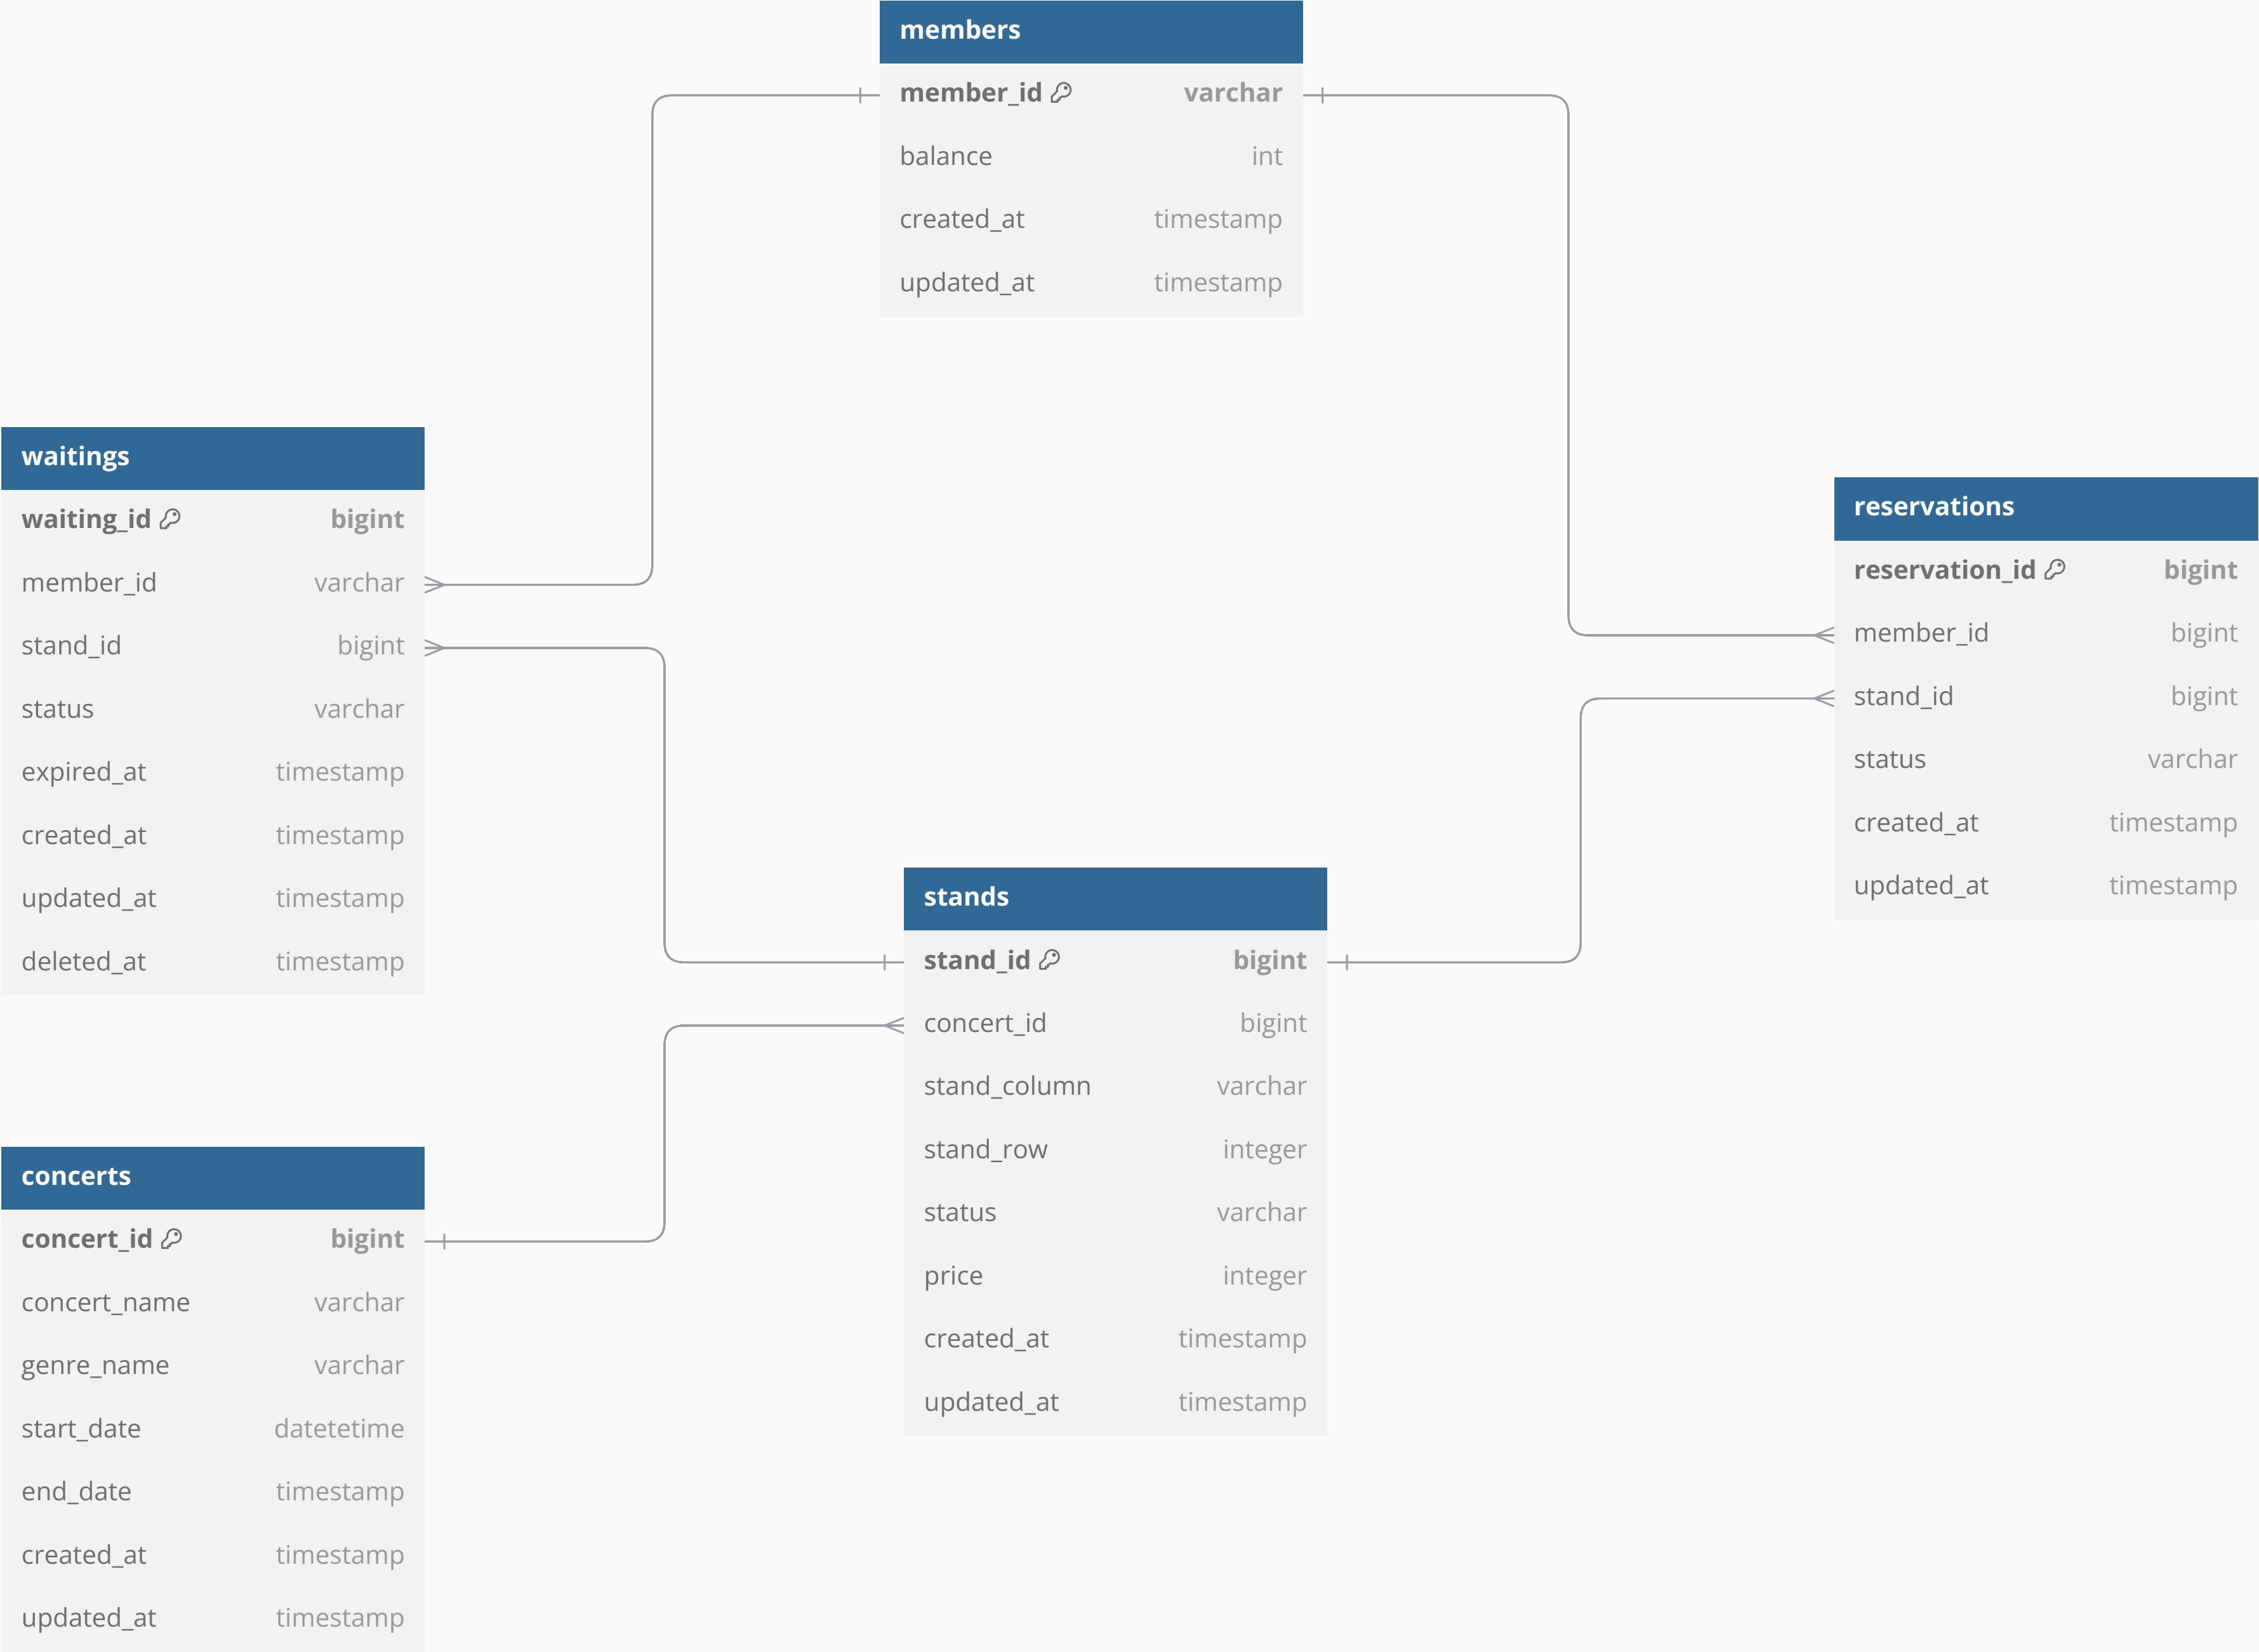 members
member_id varchar
balance int
created_at timestamp
updated_at timestamp
waitings
waiting_id bigint
member_id varchar
stand_id bigint
status varchar
expired_at timestamp
created_at timestamp
updated_at timestamp
deleted_at timestamp
reservations
reservation_id bigint
member_id bigint
stand_id bigint
status varchar
created_at timestamp
updated_at timestamp
stands
stand_id bigint
concert_id bigint
stand_column varchar
stand_row integer
status varchar
price integer
created_at timestamp
updated_at timestamp
concerts
concert_id bigint
concert_name varchar
genre_name varchar
start_date datetetime
end_date timestamp
created_at timestamp
updated_at timestamp